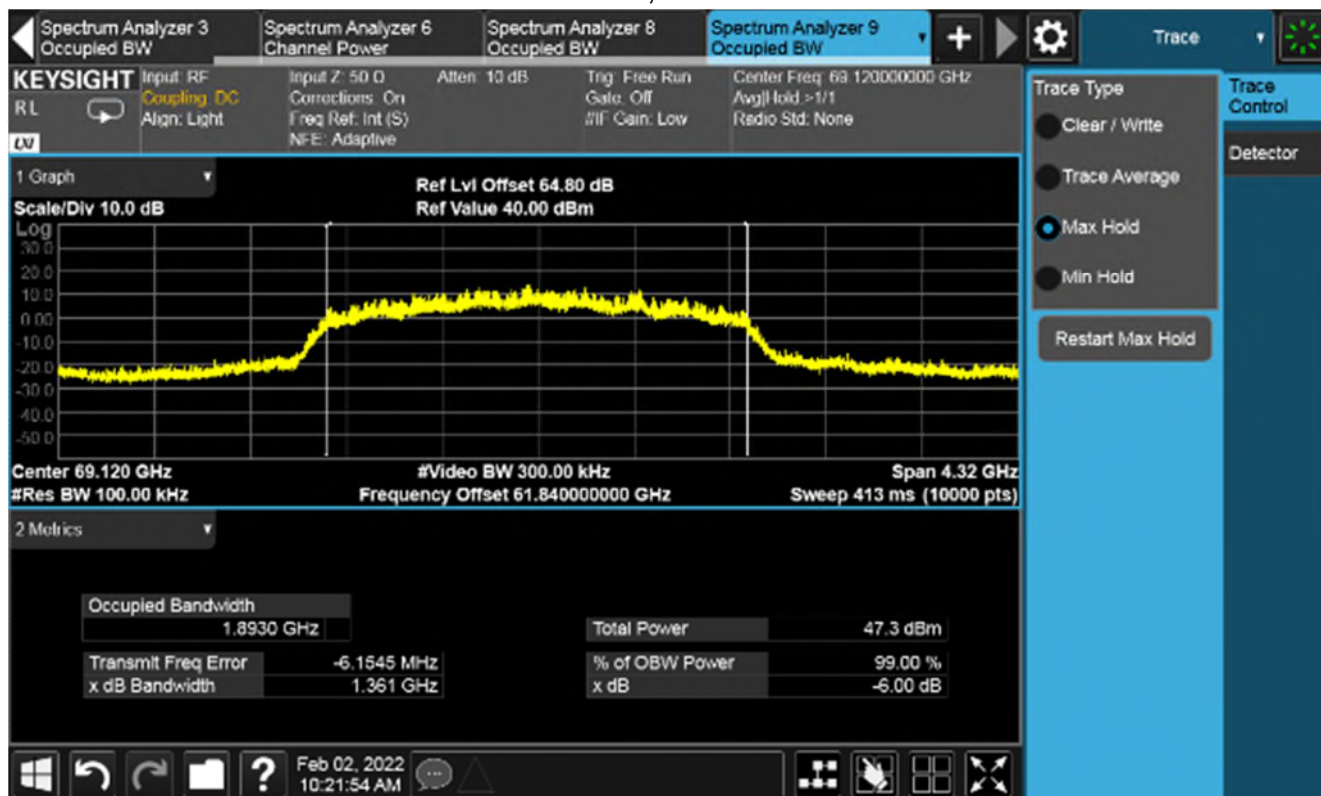 Spectrum Analyzer 3
Occupied BW
Spectrum Analyzer 6
Channel Power
Spectrum Analyzer 8
Occupied BW
Spectrum Analyzer 9
Occupied BW
Trace
KEYSIGHT
RL
LXI
Input: RF
Coupling: DC
Align: Light
Input Z: 50 Ω
Corrections: On
Freq Ref: Int (S)
NFE: Adaptive
Atten: 10 dB
Trig: Free Run
Gate: Off
#IF Gain: Low
Center Freq: 69.120000000 GHz
Avg|Hold:>1/1
Radio Std: None
Trace Type
Clear / Write
Trace Average
Max Hold
Min Hold
Restart Max Hold
Trace
Control
Detector
1 Graph
Scale/Div 10.0 dB
Ref Lvl Offset 64.80 dB
Ref Value 40.00 dBm
Log
30.0
20.0
10.0
0.00
-10.0
-20.0
-30.0
-40.0
-50.0
Center 69.120 GHz
#Res BW 100.00 kHz
#Video BW 300.00 kHz
Frequency Offset 61.840000000 GHz
Span 4.32 GHz
Sweep 413 ms (10000 pts)
2 Metrics
Occupied Bandwidth
1.8930 GHz
Total Power 47.3 dBm
Transmit Freq Error -6.1545 MHz
% of OBW Power 99.00 %
x dB Bandwidth 1.361 GHz
x dB -6.00 dB
?
Feb 02, 2022
10:21:54 AM